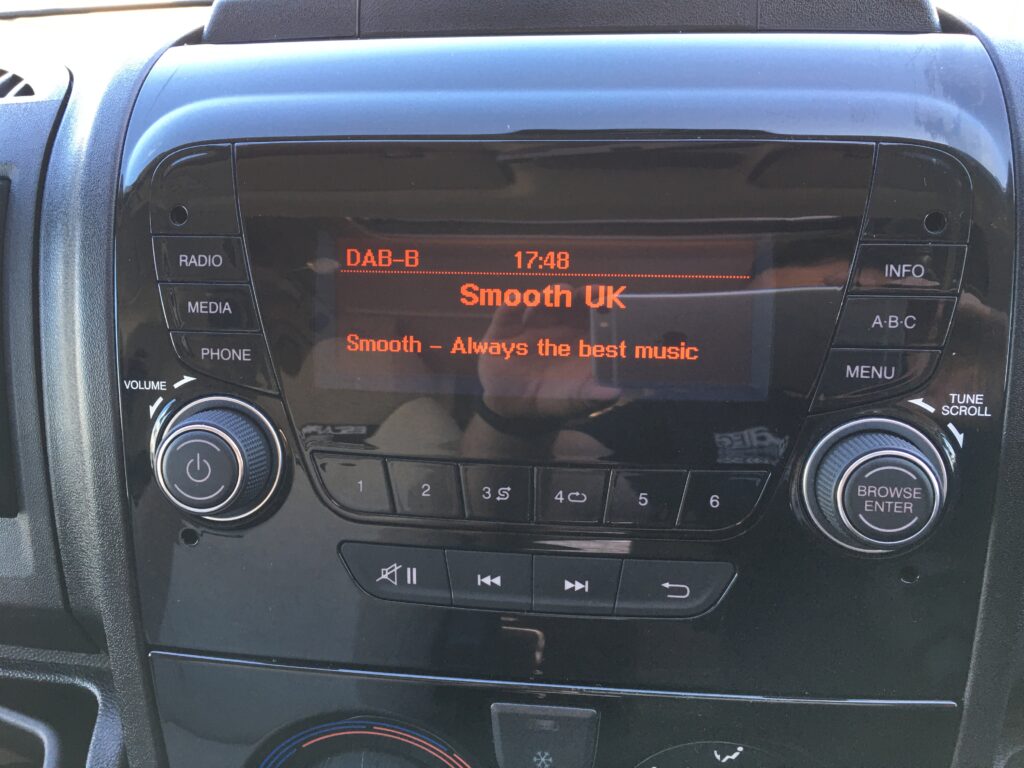 DAB-B 17:48
Smooth UK
Smooth - Always the best music
RADIO
MEDIA
PHONE
VOLUME
INFO
A·B·C
MENU
TUNE
SCROLL
BROWSE
ENTER
1 2 3 4 5 6